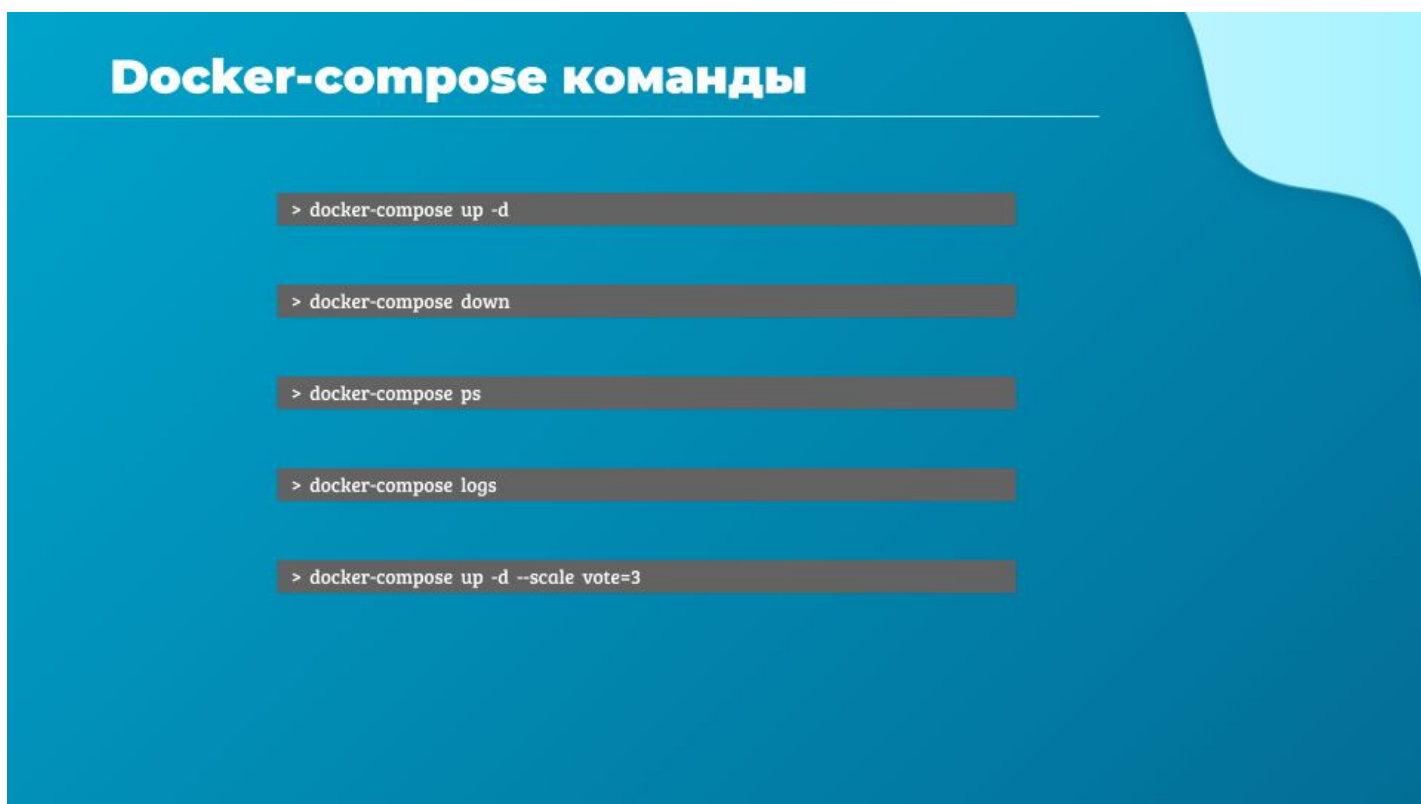 Docker-compose команды
> docker-compose up -d
> docker-compose down
> docker-compose ps
> docker-compose logs
> docker-compose up -d --scale vote=3